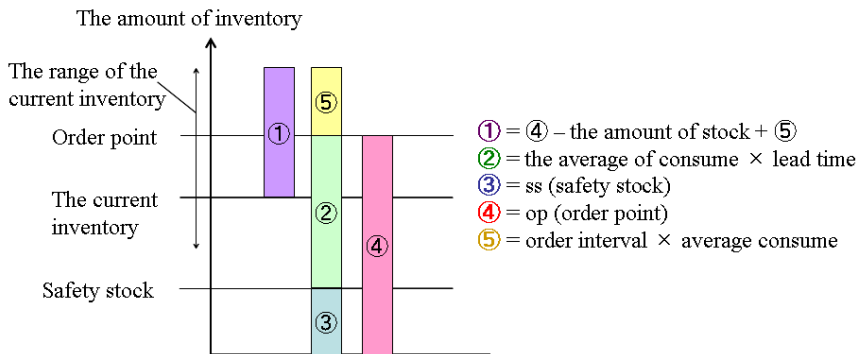 The amount of inventory
The range of the
current inventory
Order point
The current
inventory
Safety stock
①
⑤
②
④
③
① = ④ – the amount of stock + ⑤
② = the average of consume × lead time
③ = ss (safety stock)
④ = op (order point)
⑤ = order interval × average consume